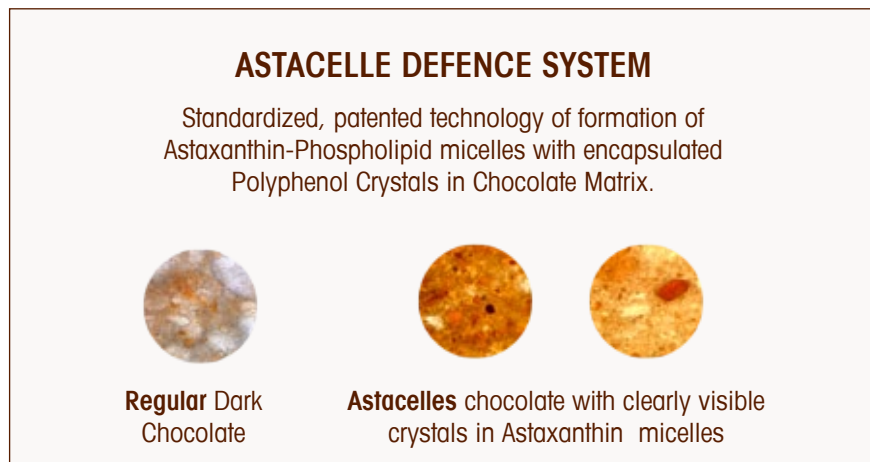 ASTACELLE DEFENCE SYSTEM
Standardized, patented technology of formation of
Astaxanthin-Phospholipid micelles with encapsulated
Polyphenol Crystals in Chocolate Matrix.
Regular Dark
Chocolate
Astacelles chocolate with clearly visible
crystals in Astaxanthin micelles